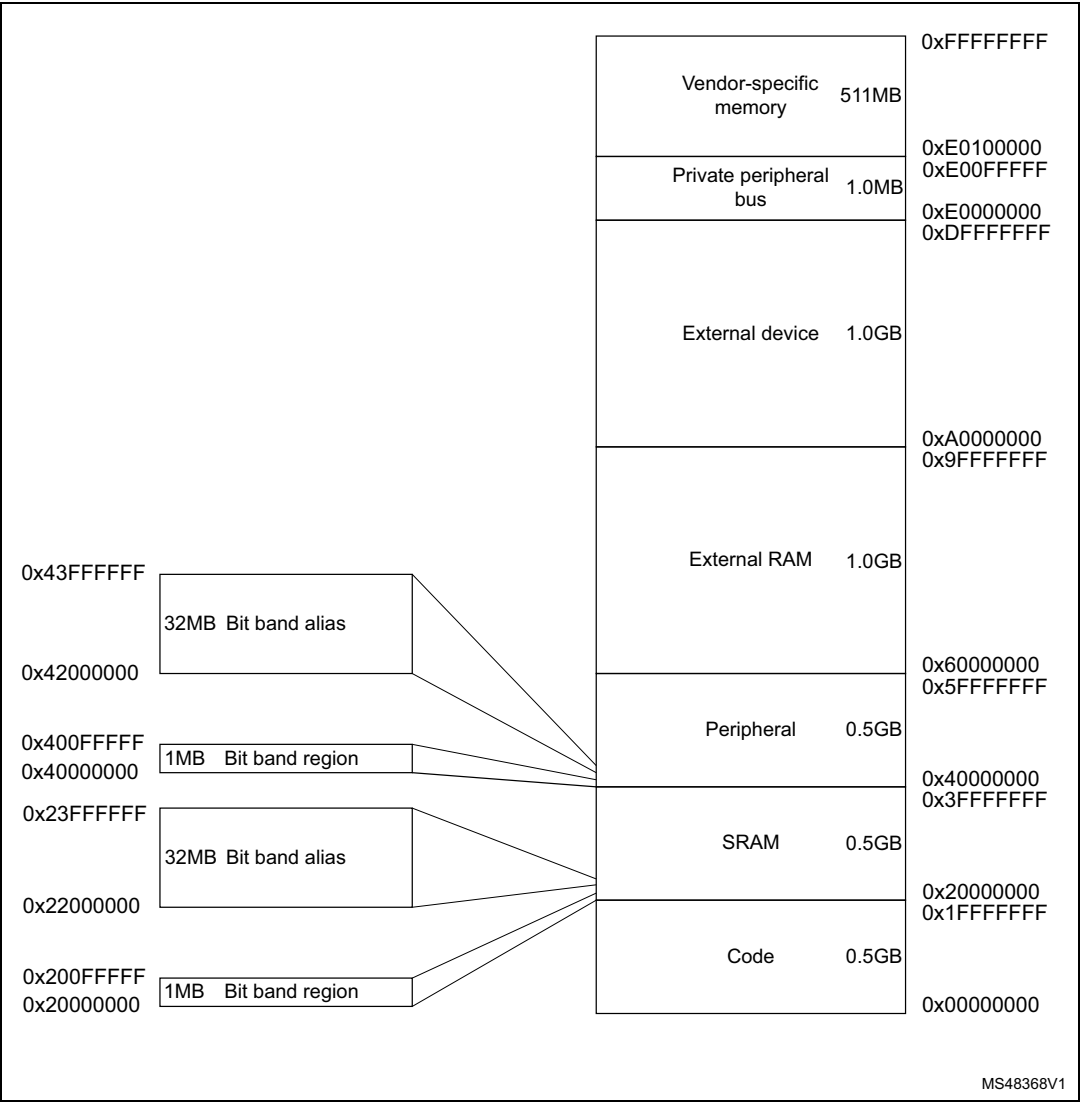 0xFFFFFFFF
Vendor-specific
memory
511MB
0xE0100000
0xE00FFFFF
Private peripheral
bus
1.0MB
0xE0000000
0xDFFFFFFF
External device
1.0GB
0xA0000000
0x9FFFFFFF
External RAM
1.0GB
0x43FFFFFF
32MB Bit band alias
0x42000000
0x60000000
0x5FFFFFFF
Peripheral
0.5GB
0x400FFFFF
1MB Bit band region
0x40000000
0x40000000
0x3FFFFFFF
0x23FFFFFF
32MB Bit band alias
0x22000000
SRAM
0.5GB
0x20000000
0x1FFFFFFF
Code
0.5GB
0x200FFFFF
1MB Bit band region
0x20000000
0x00000000
MS48368V1